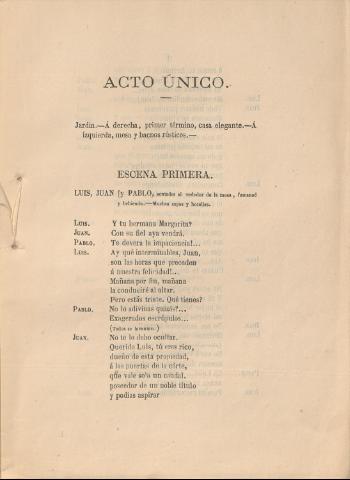 ACTO ÚNICO.
Jardin.—Á derecha, primer término, casa elegante.—Á
izquierda, mesa y bacnos rústicos.—
ESCENA PRIMERA.
LUIS, JUAN y PABLO, sentados al rededor de la mesa, fumand
y bebiendo.—Muchas copas y botellas.
LUIS. Y tu hermana Margarita?
JUAN. Con su fiel aya vendrá.
PABLO. Te devora la impaciencia!...
LUIS. Ay qué interminables, Juan,
son las horas que preceden
á nuestra felicidad!...
Mañana por fin, mañana
la conduciré al altar.
Pero estás triste. Qué tienes?
PABLO. No lo adivinas quizás?...
Exagerados escrúpulos...
(Todos se levantan.)
JUAN. No te lo debo ocultar.
Querido Luis, tú eres rico,
dueño de esta propiedad,
á las puertas de la córte,
que vale sola un caudal.
poseedor de un noble título
y podias aspirar